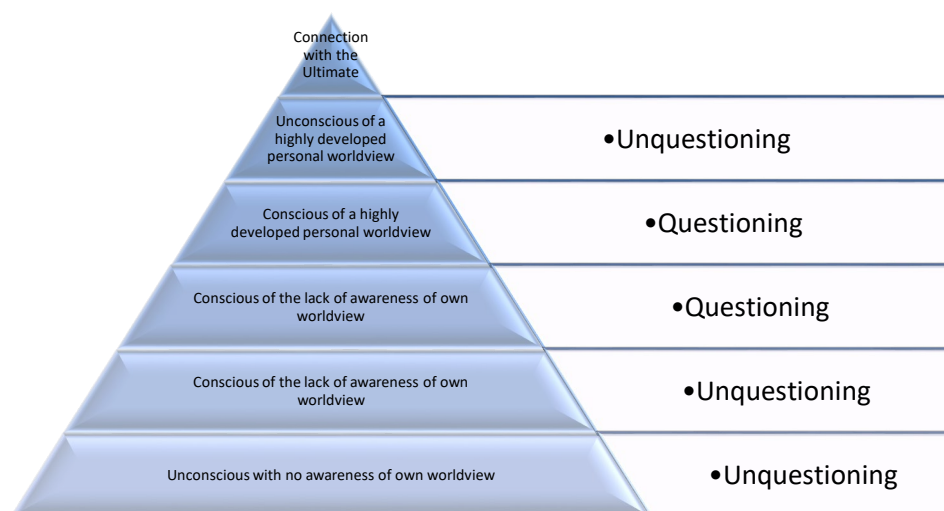 Connection
with the
Ultimate
Unconscious of a
highly developed
personal worldview
•Unquestioning
Conscious of a highly
developed personal worldview
•Questioning
Conscious of the lack of awareness of own
worldview
•Questioning
Conscious of the lack of awareness of own
worldview
•Unquestioning
Unconscious with no awareness of own worldview
•Unquestioning